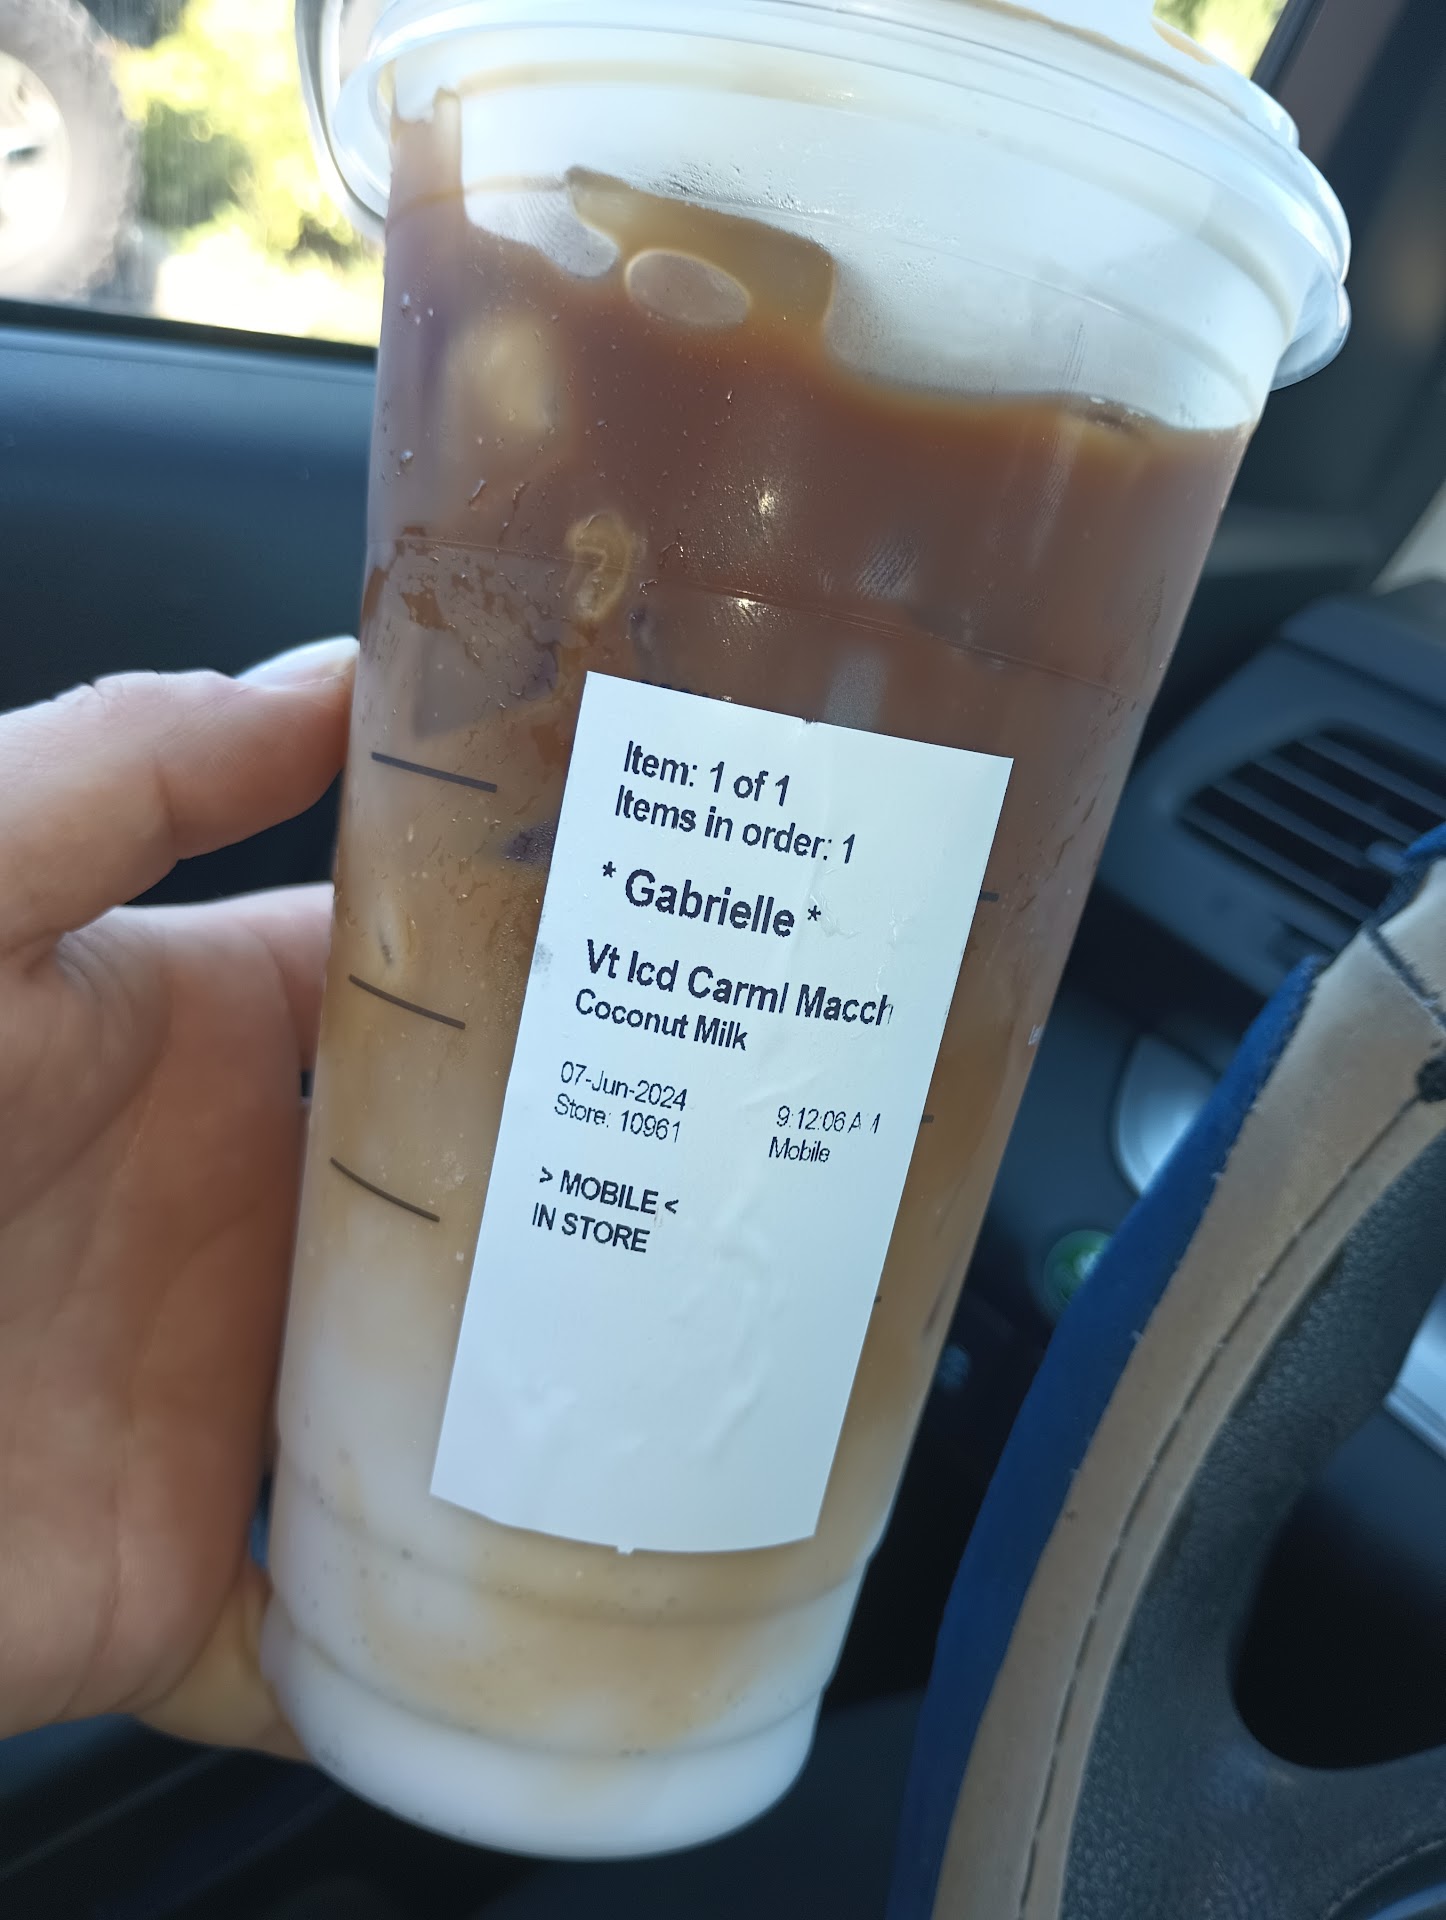 Item: 1 of 1
Items in order: 1
* Gabrielle *
Vt Icd Carml Macch
Coconut Milk
07-Jun-2024 9:12:06 AM
Store: 10961 Mobile
> MOBILE <
IN STORE